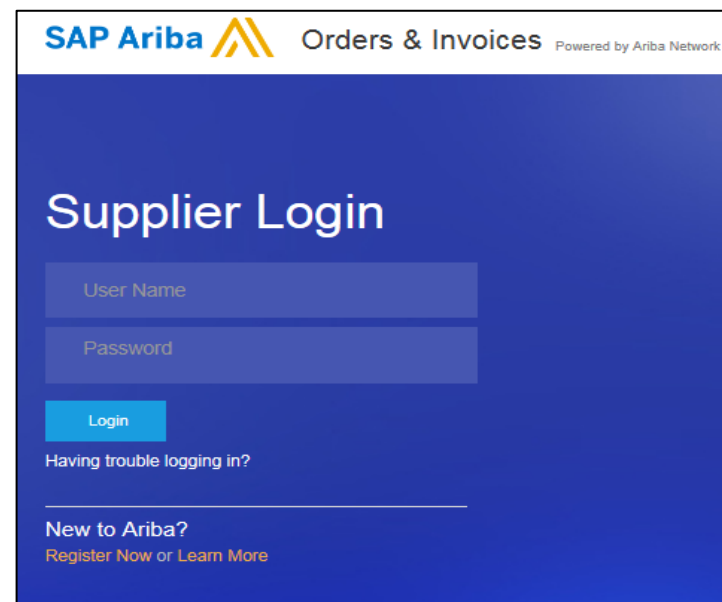 SAP Ariba Orders & Invoices Powered by Ariba Network
Supplier Login
User Name
Password
Login
Having trouble logging in?
New to Ariba?
Register Now or Learn More